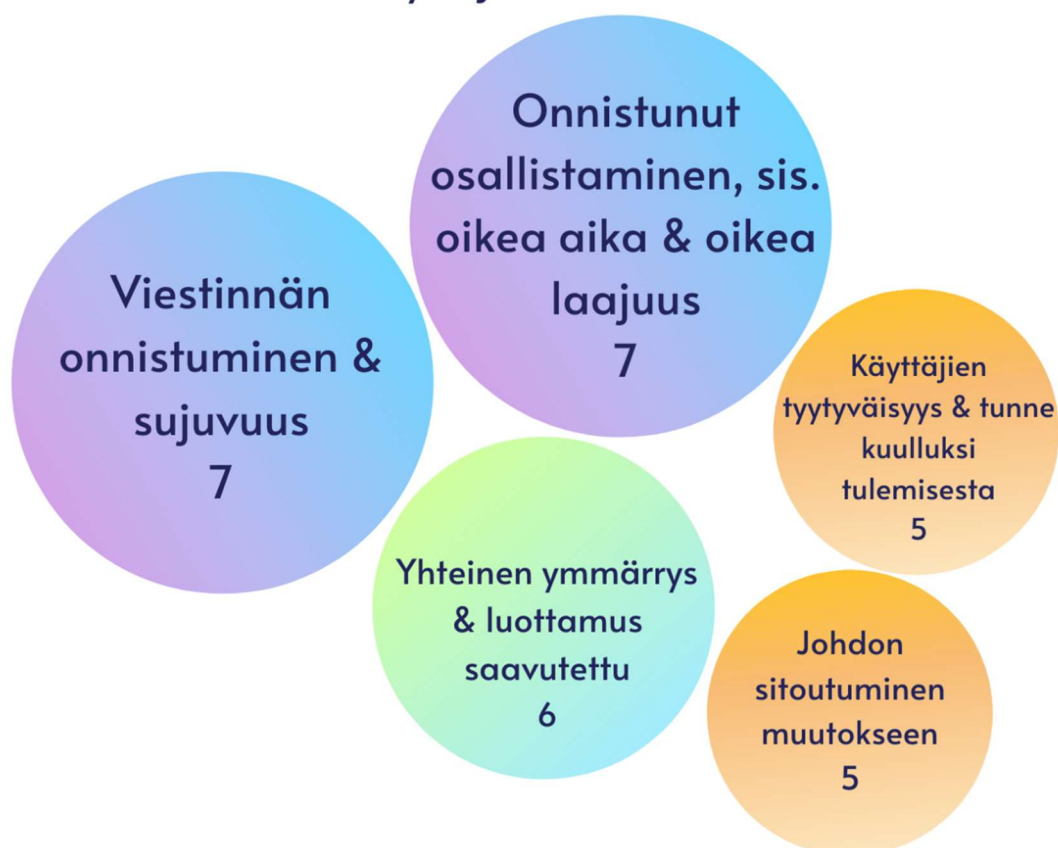 Onnistunut
osallistaminen, sis.
oikea aika & oikea
laajuus
7
Viestinnän
onnistuminen &
sujuvuus
7
Käyttäjien
tyytyväisyys & tunne
kuulluksi
tulemisesta
5
Yhteinen ymmärrys
& luottamus
saavutettu
6
Johdon
sitoutuminen
muutokseen
5